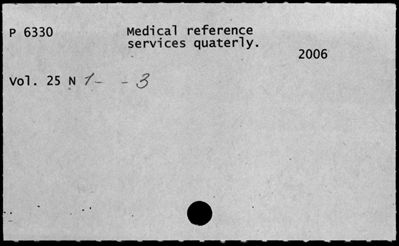 P 6330 Medical reference
services quaterly.
2006
Vol. 25 N 1- - 3